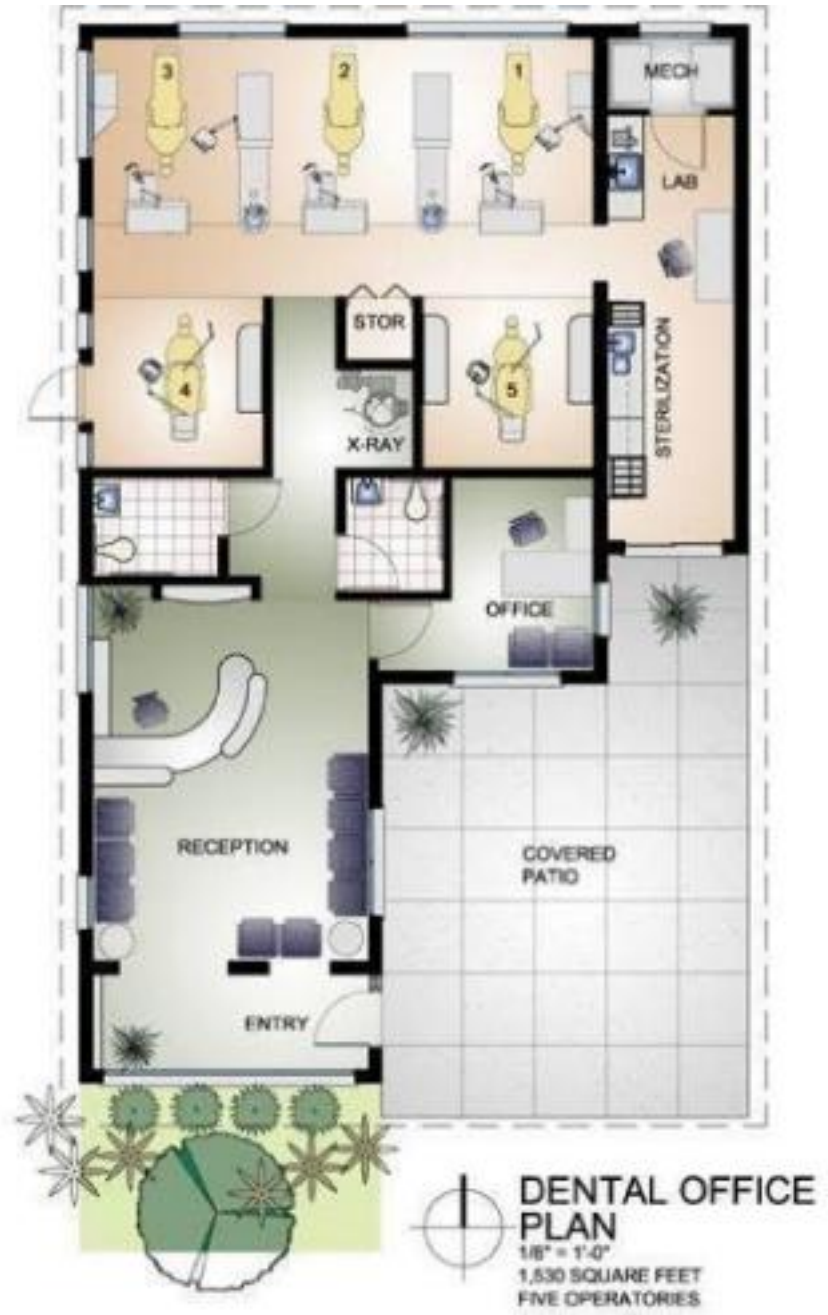 3
2
1
MECH
LAB
STOR
4
5
X-RAY
STERILIZATION
OFFICE
RECEPTION
COVERED
PATIO
ENTRY
DENTAL OFFICE
PLAN
1/8" = 1'-0"
1,530 SQUARE FEET
FIVE OPERATORIES